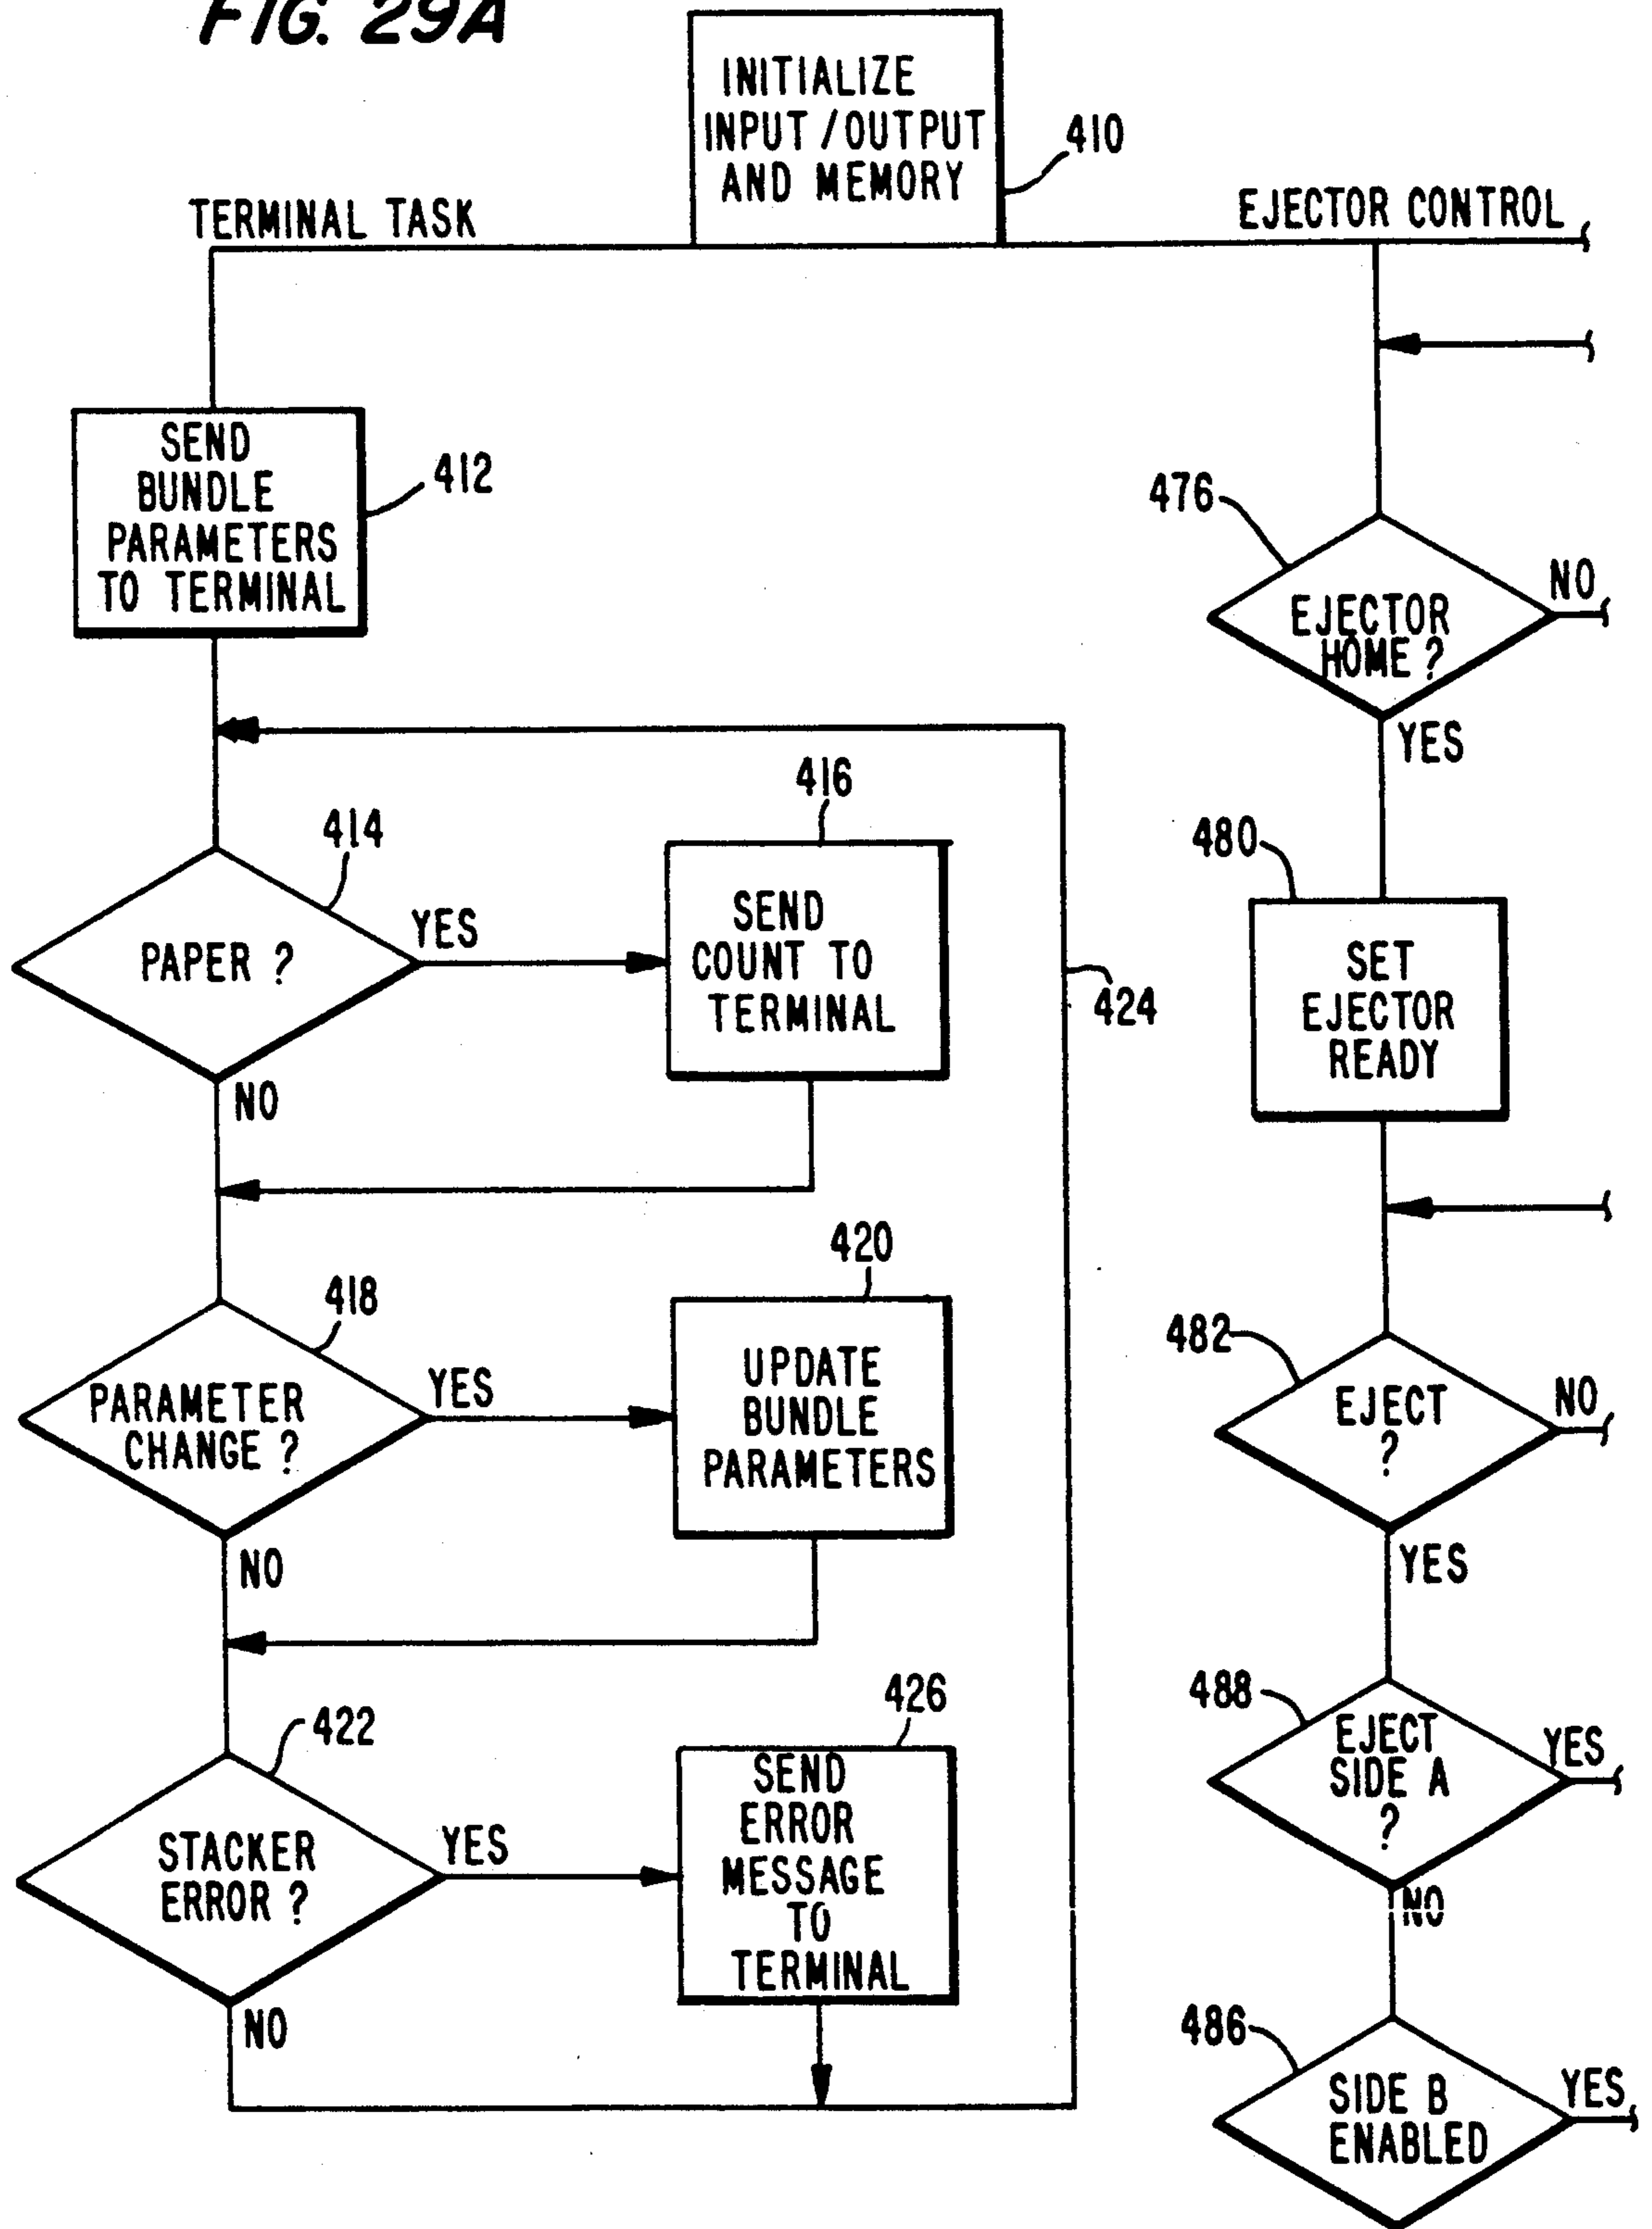 FIG. 29A
INITIALIZE
INPUT/OUTPUT
AND MEMORY
410
TERMINAL TASK
EJECTOR CONTROL
SEND
BUNDLE
PARAMETERS
TO TERMINAL
412
414
PAPER ?
YES
NO
416
SEND
COUNT TO
TERMINAL
424
418
PARAMETER
CHANGE ?
YES
NO
420
UPDATE
BUNDLE
PARAMETERS
422
STACKER
ERROR ?
YES
NO
426
SEND
ERROR
MESSAGE
TO
TERMINAL
476
EJECTOR
HOME ?
NO
YES
480
SET
EJECTOR
READY
482
EJECT
?
NO
YES
488
EJECT
SIDE A
?
YES
NO
486
SIDE B
ENABLED
YES